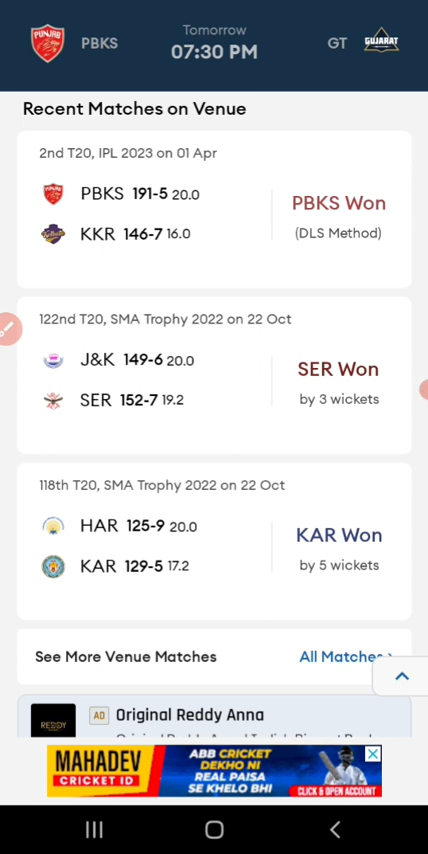 PUNJAB
PBKS
Tomorrow
07:30 PM
GT
GUJARAT
Recent Matches on Venue
2nd T20, IPL 2023 on 01 Apr
PBKS 191-5 20.0
KKR 146-7 16.0
PBKS Won
(DLS Method)
122nd T20, SMA Trophy 2022 on 22 Oct
J&K 149-6 20.0
SER 152-7 19.2
SER Won
by 3 wickets
118th T20, SMA Trophy 2022 on 22 Oct
HAR 125-9 20.0
KAR 129-5 17.2
KAR Won
by 5 wickets
See More Venue Matches
All Matches
REDDY
AD Original Reddy Anna
MAHADEV
CRICKET ID
ABB CRICKET
DEKHO NI
REAL PAISA
SE KHELO BHI
CLICK & OPEN ACCOUNT